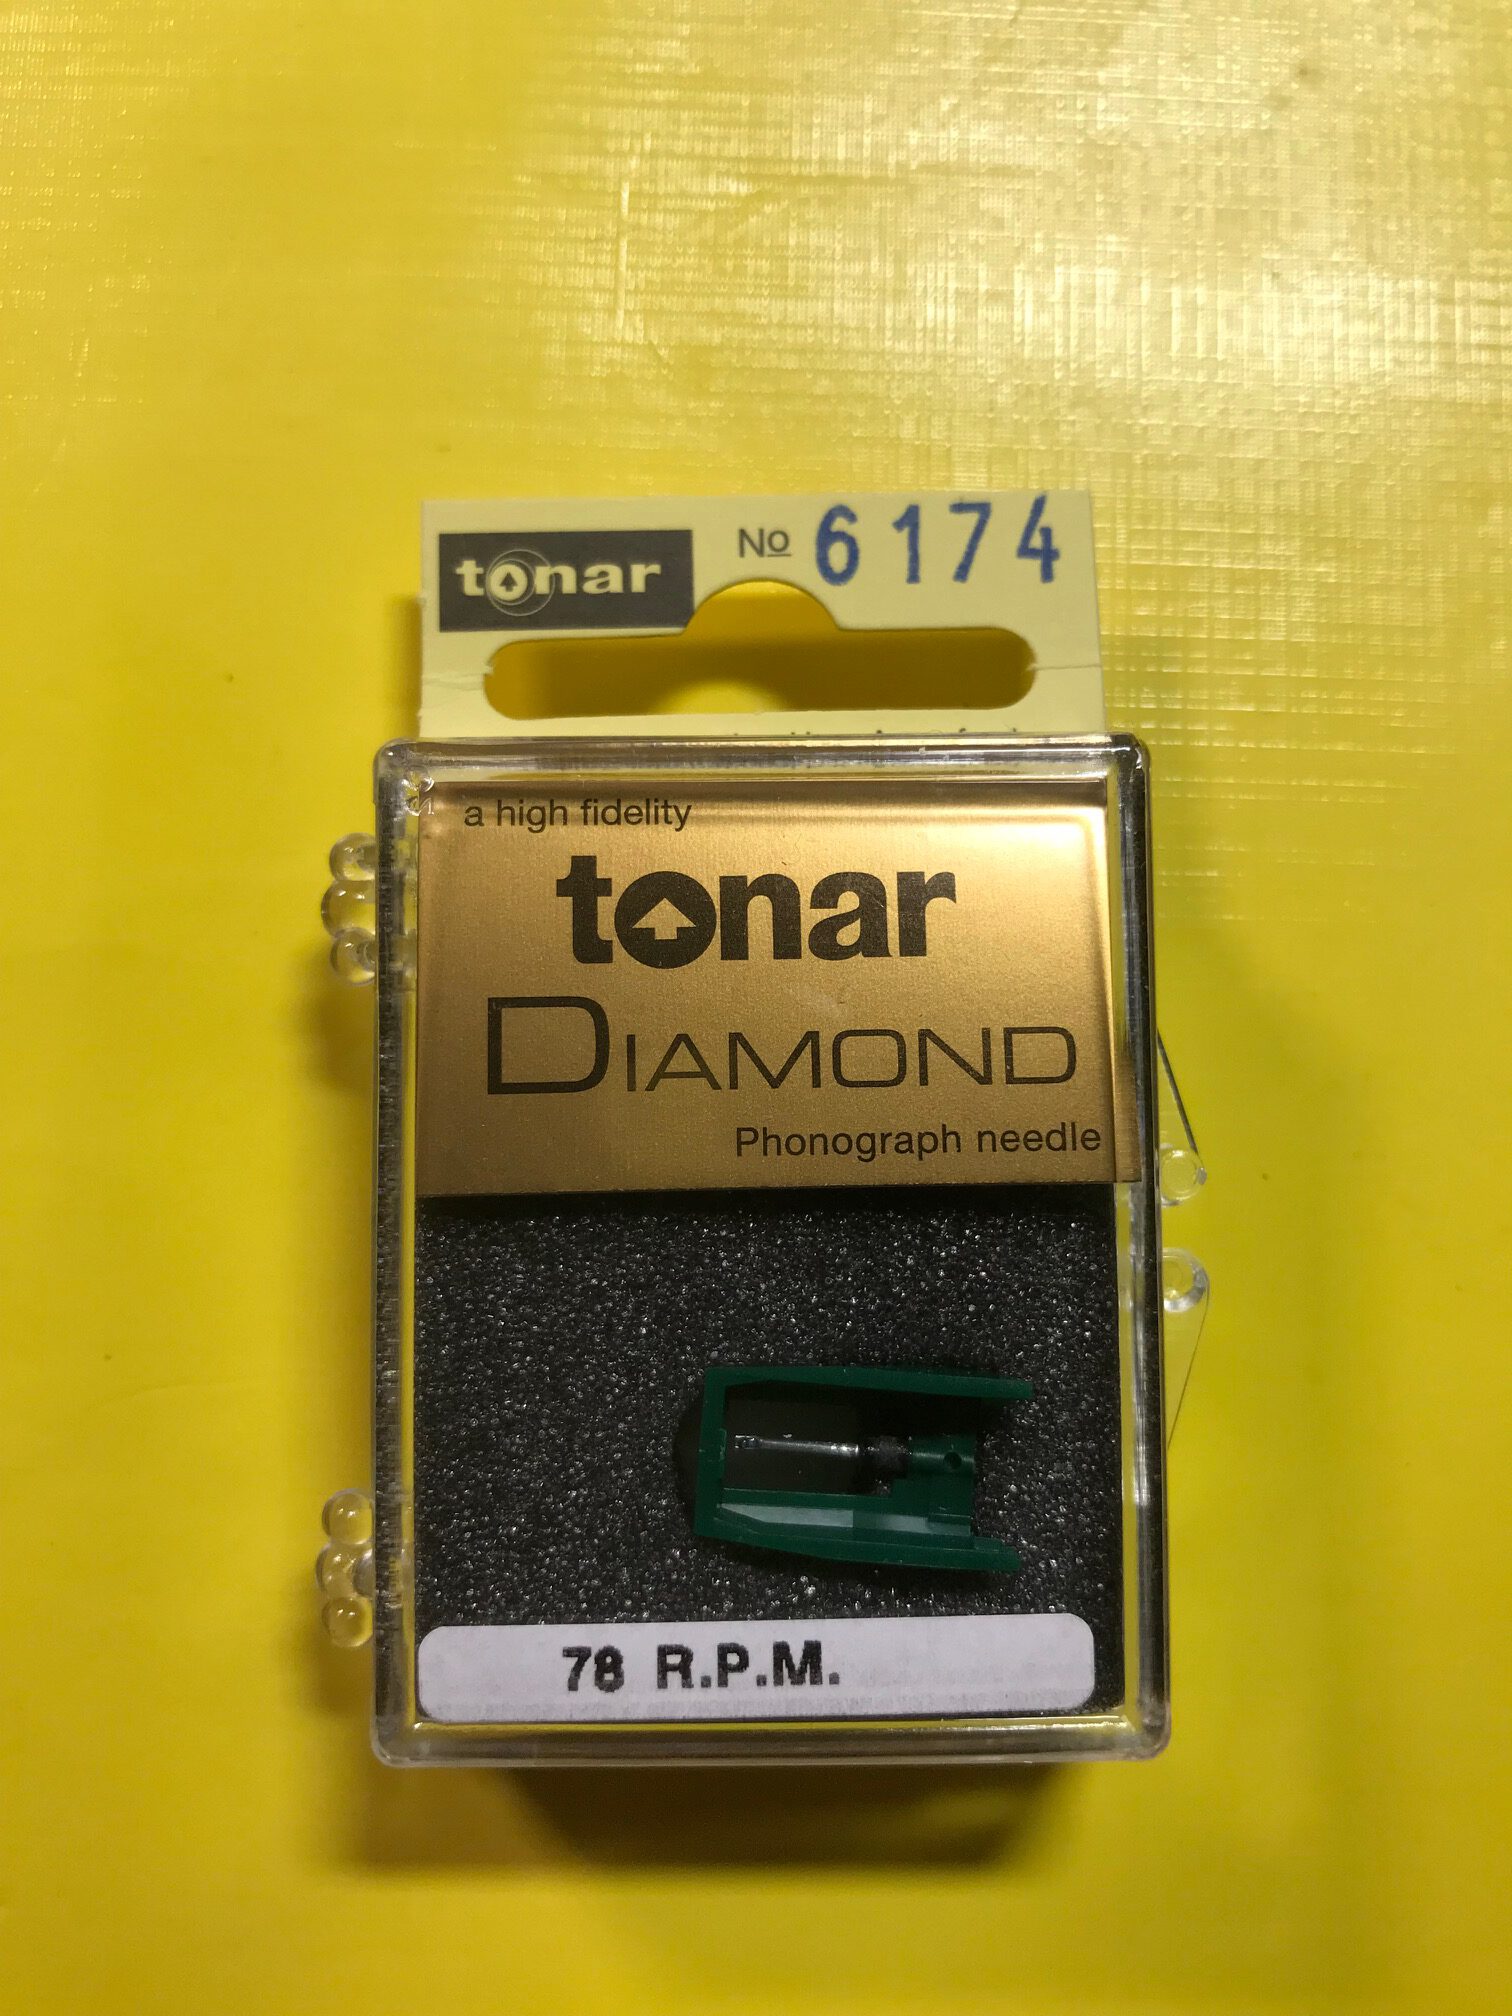 tonar
No 6174
a high fidelity
tonar
DIAMOND
Phonograph needle
78 R.P.M.